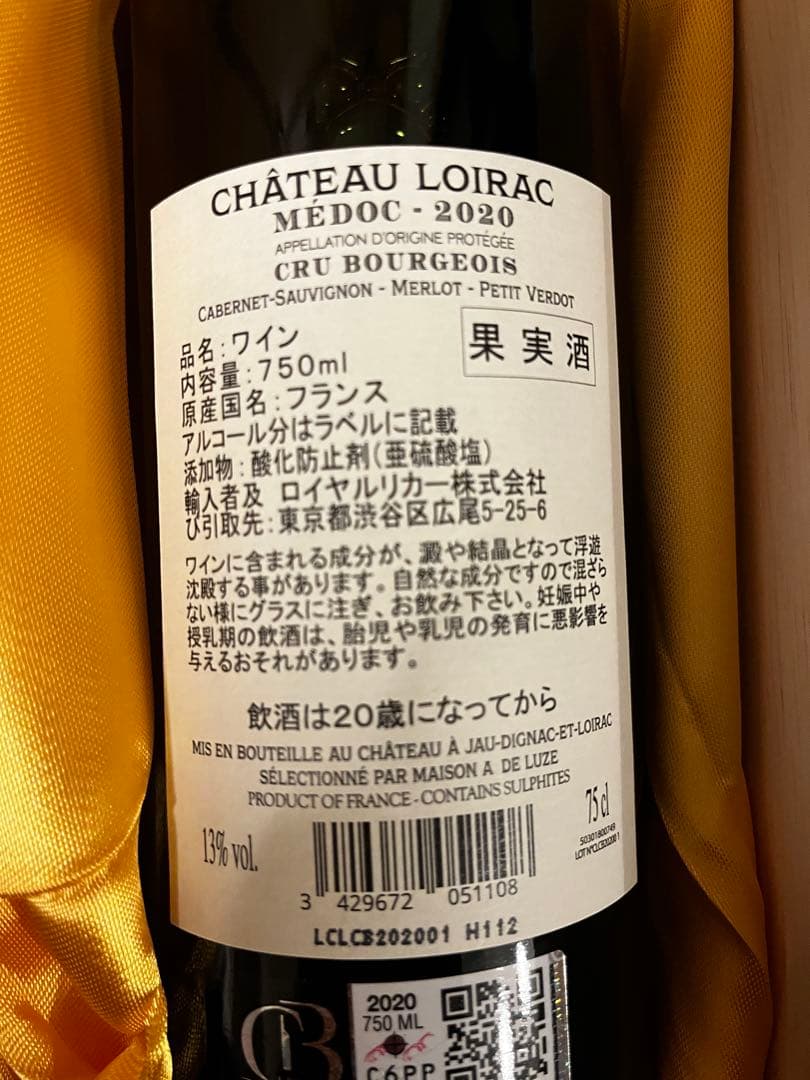 CHÂTEAU LOIRAC
MÉDOC - 2020
APPELLATION D'ORIGINE PROTÉGÉE
CRU BOURGEOIS
CABERNET-SAUVIGNON - MERLOT - PETIT VERDOT
品名：ワイン
果実酒
内容量：750ml
原産国名：フランス
アルコール分はラベルに記載
添加物：酸化防止剤（亜硫酸塩）
輸入者及 ロイヤルリカー株式会社
び引取先：東京都渋谷区広尾5-25-6
ワインに含まれる成分が、澱や結晶となって浮遊
沈殿する事があります。自然な成分ですので混ざら
ない様にグラスに注ぎ、お飲み下さい。妊娠中や
授乳期の飲酒は、胎児や乳児の発育に悪影響を
与えるおそれがあります。
飲酒は20歳になってから
MIS EN BOUTEILLE AU CHÂTEAU À JAU-DIGNAC-ET-LOIRAC
SÉLECTIONNÉ PAR MAISON A. DE LUZE
PRODUCT OF FRANCE - CONTAINS SULPHITES
13% vol.
75 cl
3 429672 051108
LCLCB202001 H112
CB
2020
750 ML
C6PP